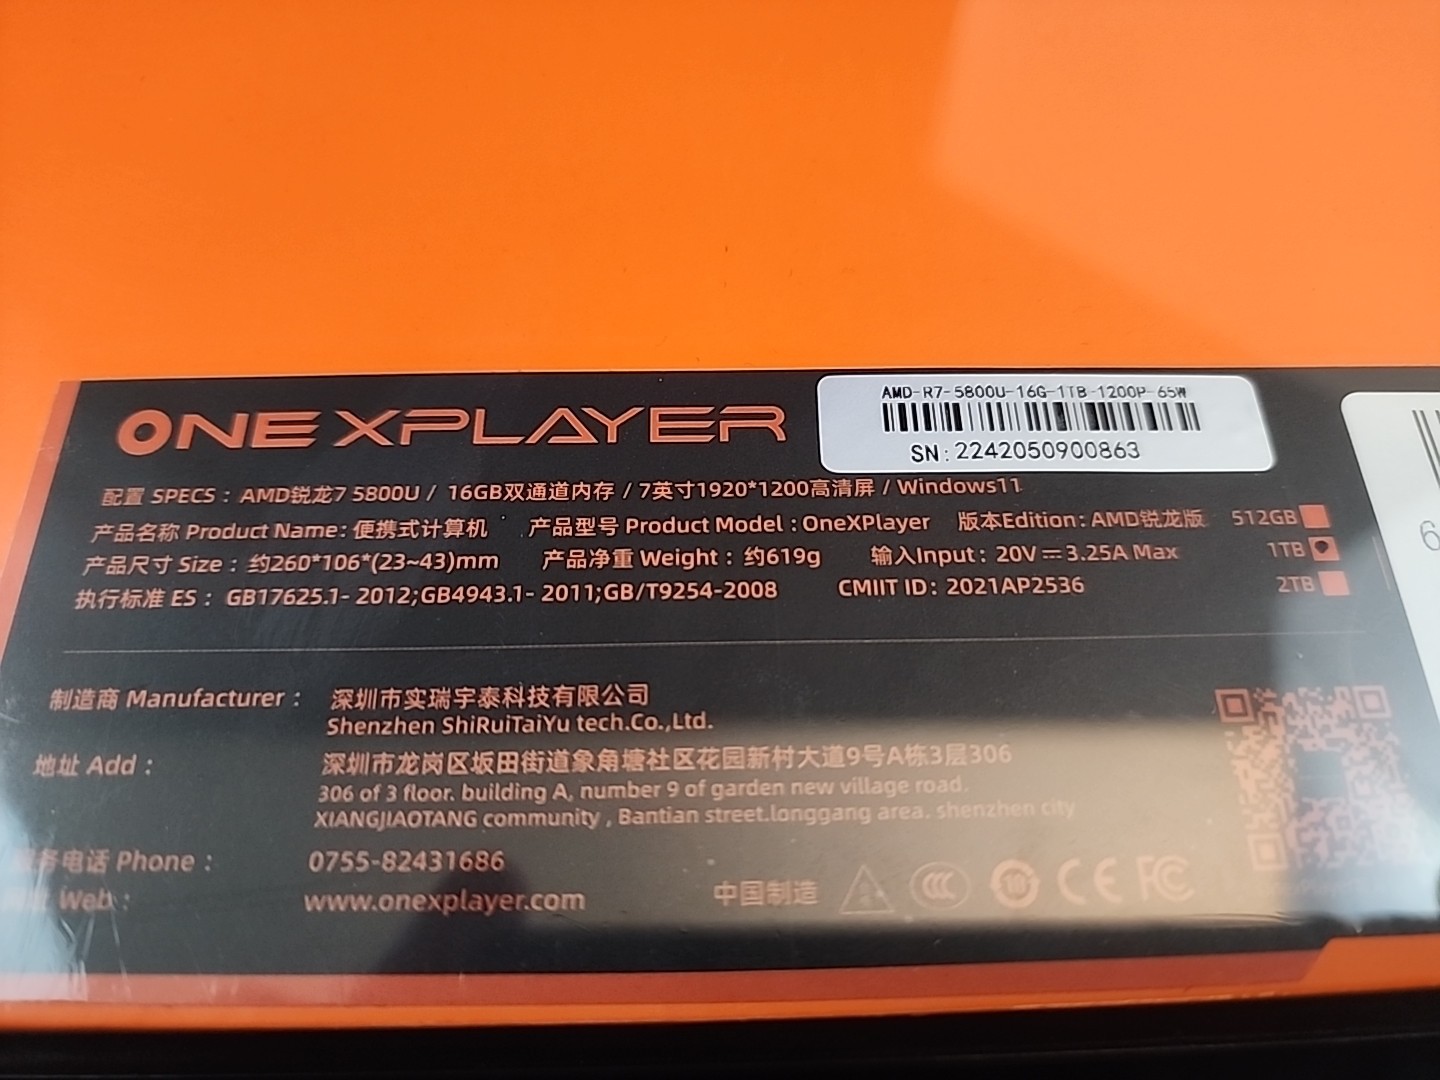 ONEXPLAYER
AMD-R7-5800U-16G-1TB-1200P-65W
SN: 2242050900863
配置 SPECS：AMD锐龙7 5800U / 16GB双通道内存 / 7英寸1920*1200高清屏 / Windows11
产品名称 Product Name: 便携式计算机 产品型号 Product Model : OneXPlayer 版本Edition: AMD锐龙版 512GB
产品尺寸 Size：约260*106*(23~43)mm 产品净重 Weight：约619g 输入Input: 20V⎓3.25A Max 1TB
执行标准 ES： GB17625.1- 2012;GB4943.1- 2011;GB/T9254-2008 CMIIT ID: 2021AP2536 2TB
制造商 Manufacturer： 深圳市实瑞宇泰科技有限公司
Shenzhen ShiRuiTaiYu tech.Co.,Ltd.
地址 Add： 深圳市龙岗区坂田街道象角塘社区花园新村大道9号A栋3层306
306 of 3 floor. building A, number 9 of garden new village road.
XIANGJIAOTANG community , Bantian street.longgang area. shenzhen city
电话 Phone： 0755-82431686
Web： www.onexplayer.com
中国制造 CCC 10 CE FC
6